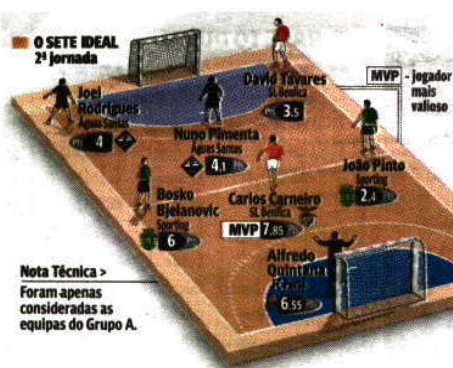 O SETE IDEAL
2ª Jornada
David Tavares
SL Benfica
3.5
MVP - jogador
mais
valioso
Joel
Rodrigues
Águas Santas
4
Nuno Pimenta
Águas Santas
4.1
João Pinto
Sporting
2.4
Bosko
Bjelanovic
Sporting
6
Carlos Carneiro
SL Benfica
MVP 7.85
Alfredo
Quintana
6.55
Nota Técnica >
Foram apenas
consideradas as
equipas do Grupo A.